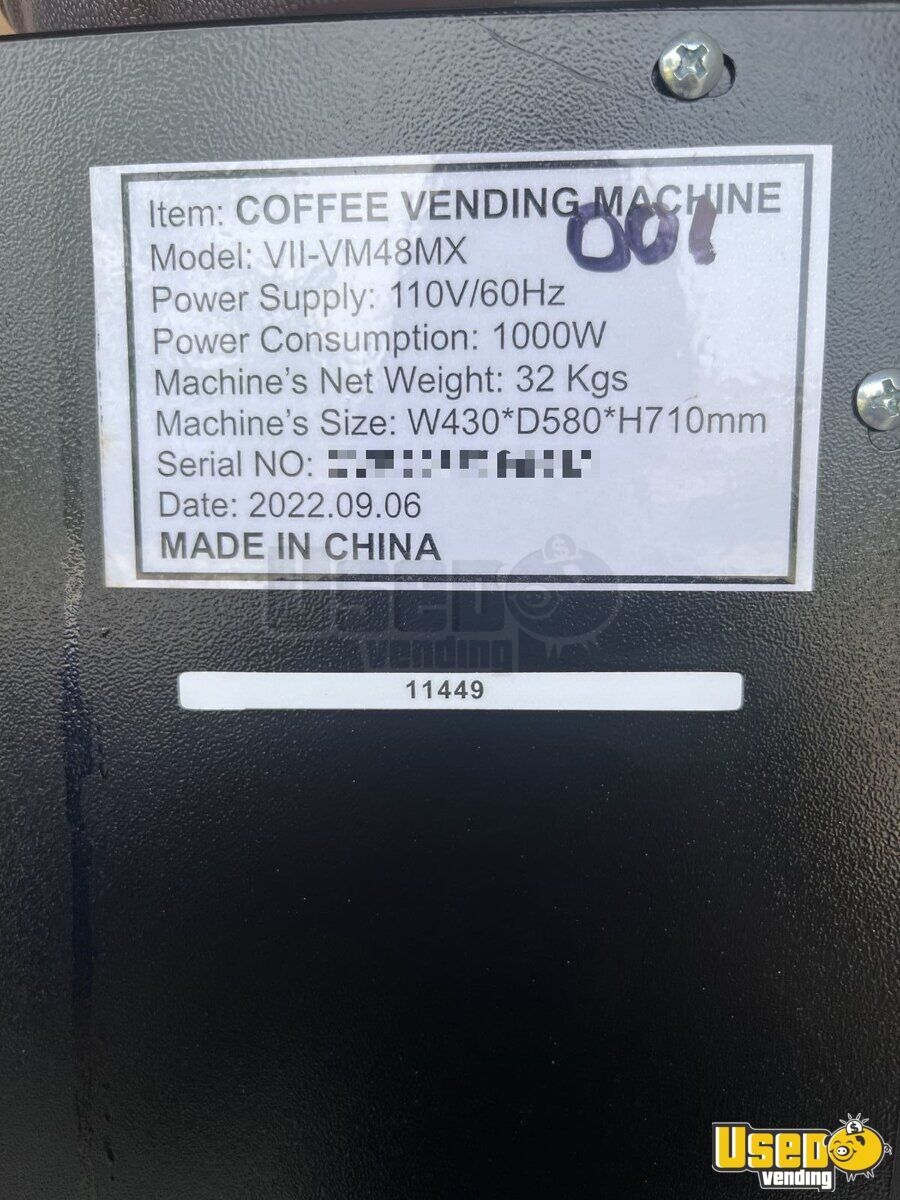 Item: COFFEE VENDING MACHINE
001
Model: VII-VM48MX
Power Supply: 110V/60Hz
Power Consumption: 1000W
Machine's Net Weight: 32 Kgs
Machine's Size: W430*D580*H710mm
Serial NO:
Date: 2022.09.06
MADE IN CHINA
USED
vending
11449
USED
vending